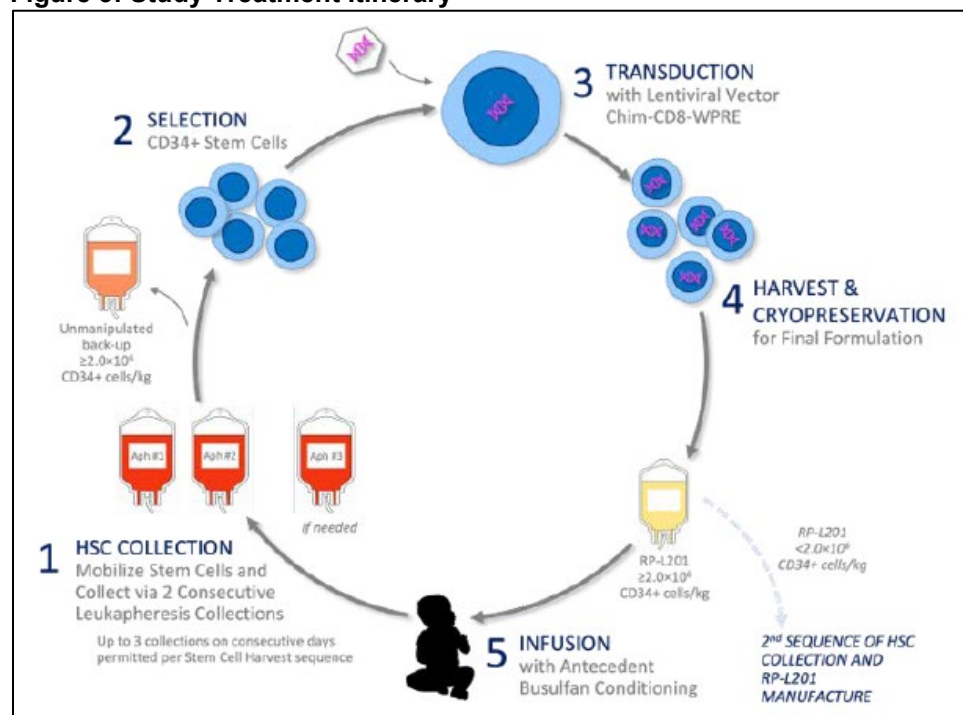 Figure 3. Study Treatment Itinerary
1 HSC COLLECTION
Mobilize Stem Cells and
Collect via 2 Consecutive
Leukapheresis Collections
Up to 3 collections on consecutive days
permitted per Stem Cell Harvest sequence
Aph #1
Aph #2
Aph #3
if needed
Unmanipulated
back-up
≥2.0×10⁶
CD34+ cells/kg
2 SELECTION
CD34+ Stem Cells
3 TRANSDUCTION
with Lentiviral Vector
Chim-CD8-WPRE
4 HARVEST &
CRYOPRESERVATION
for Final Formulation
RP-L201
≥2.0×10⁶
CD34+ cells/kg
RP-L201
<2.0×10⁶
CD34+ cells/kg
2nd SEQUENCE OF HSC
COLLECTION AND
RP-L201
MANUFACTURE
5 INFUSION
with Antecedent
Busulfan Conditioning